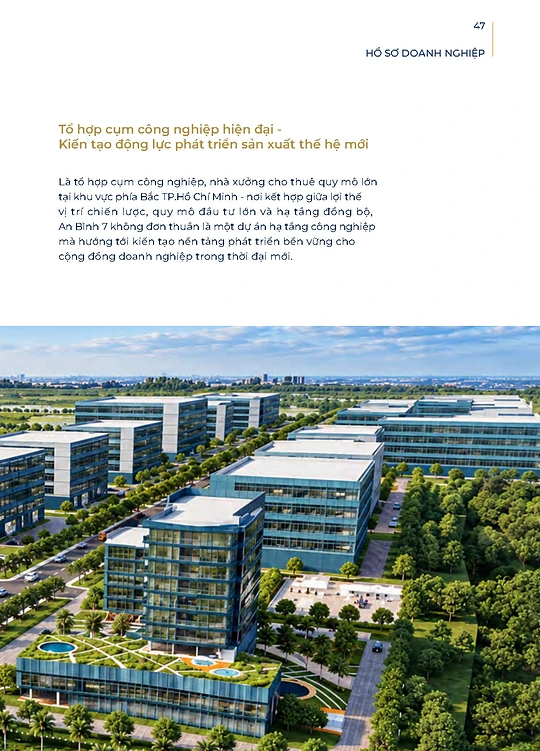 47
HỒ SƠ DOANH NGHIỆP
Tổ hợp cụm công nghiệp hiện đại -
Kiến tạo động lực phát triển sản xuất thế hệ mới
Là tổ hợp cụm công nghiệp, nhà xưởng cho thuê quy mô lớn
tại khu vực phía Bắc TP.Hồ Chí Minh - nơi kết hợp giữa lợi thế
vị trí chiến lược, quy mô đầu tư lớn và hạ tầng đồng bộ,
An Bình 7 không đơn thuần là một dự án hạ tầng công nghiệp
mà hướng tới kiến tạo nền tảng phát triển bền vững cho
cộng đồng doanh nghiệp trong thời đại mới.